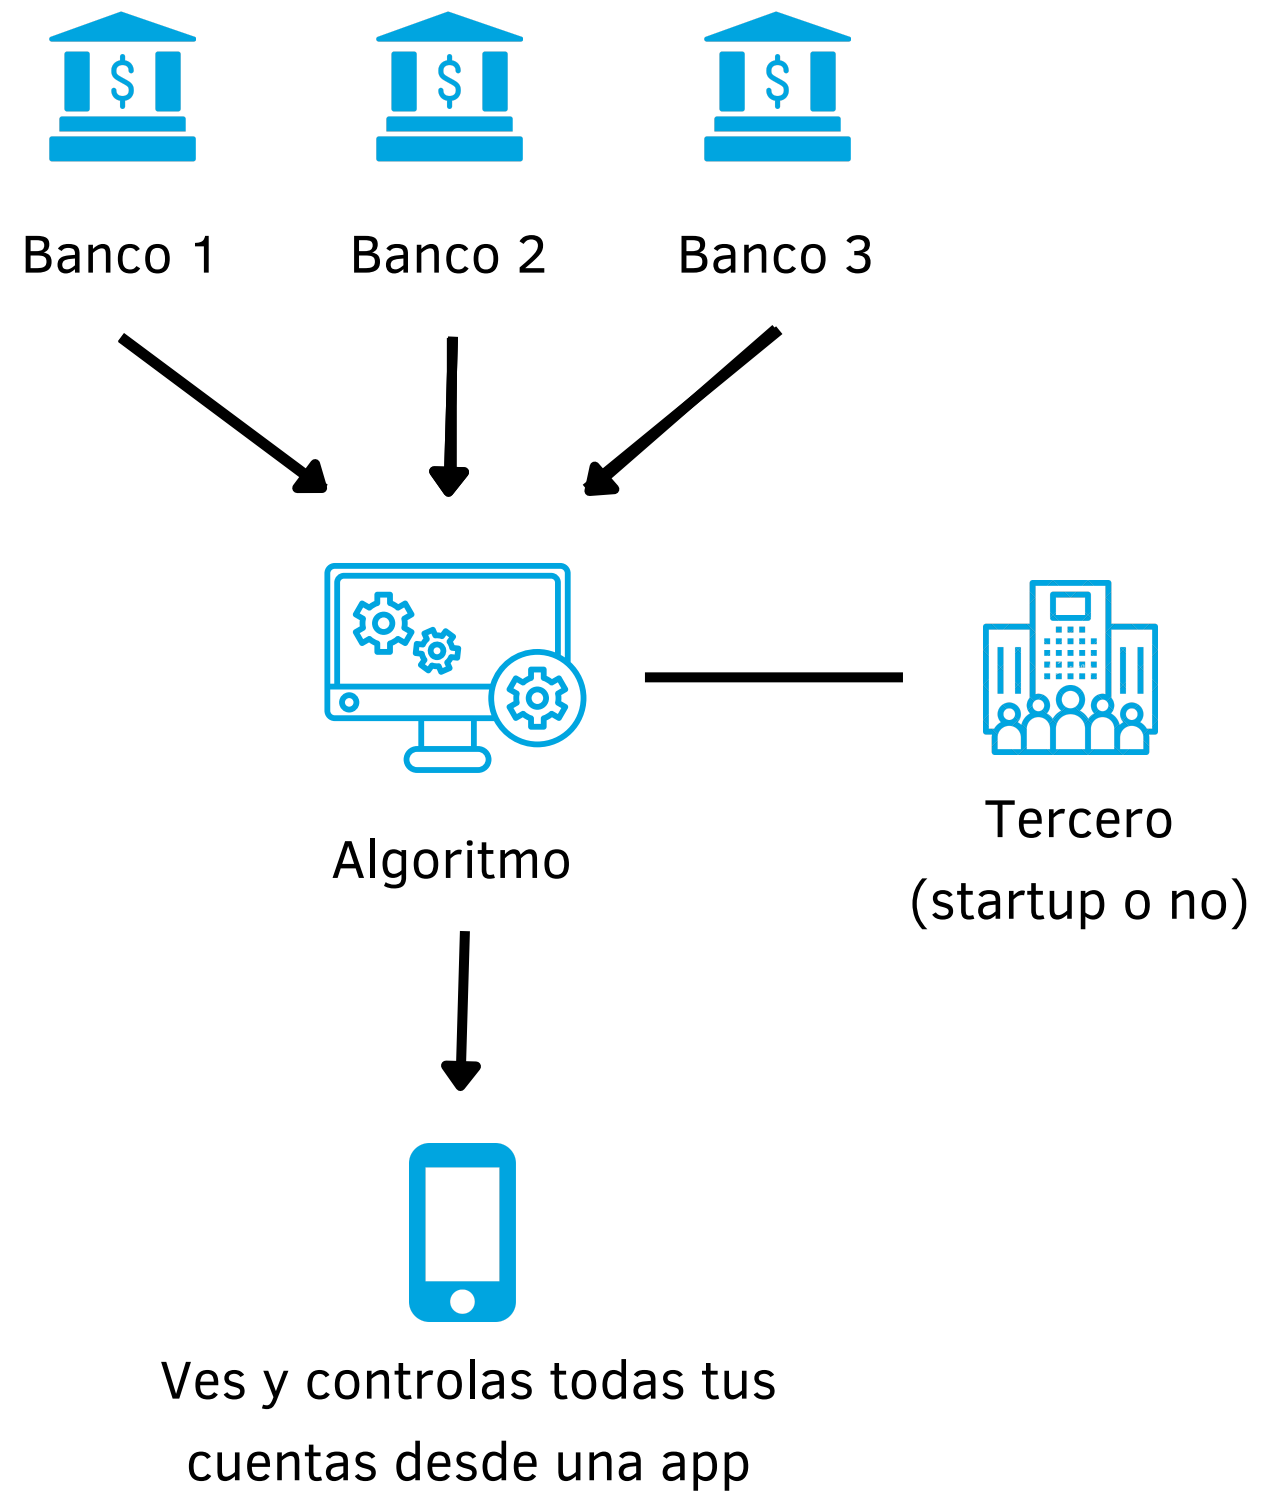 $ $ $
Banco 1 Banco 2 Banco 3
Algoritmo
Tercero
(startup o no)
Ves y controlas todas tus
cuentas desde una app